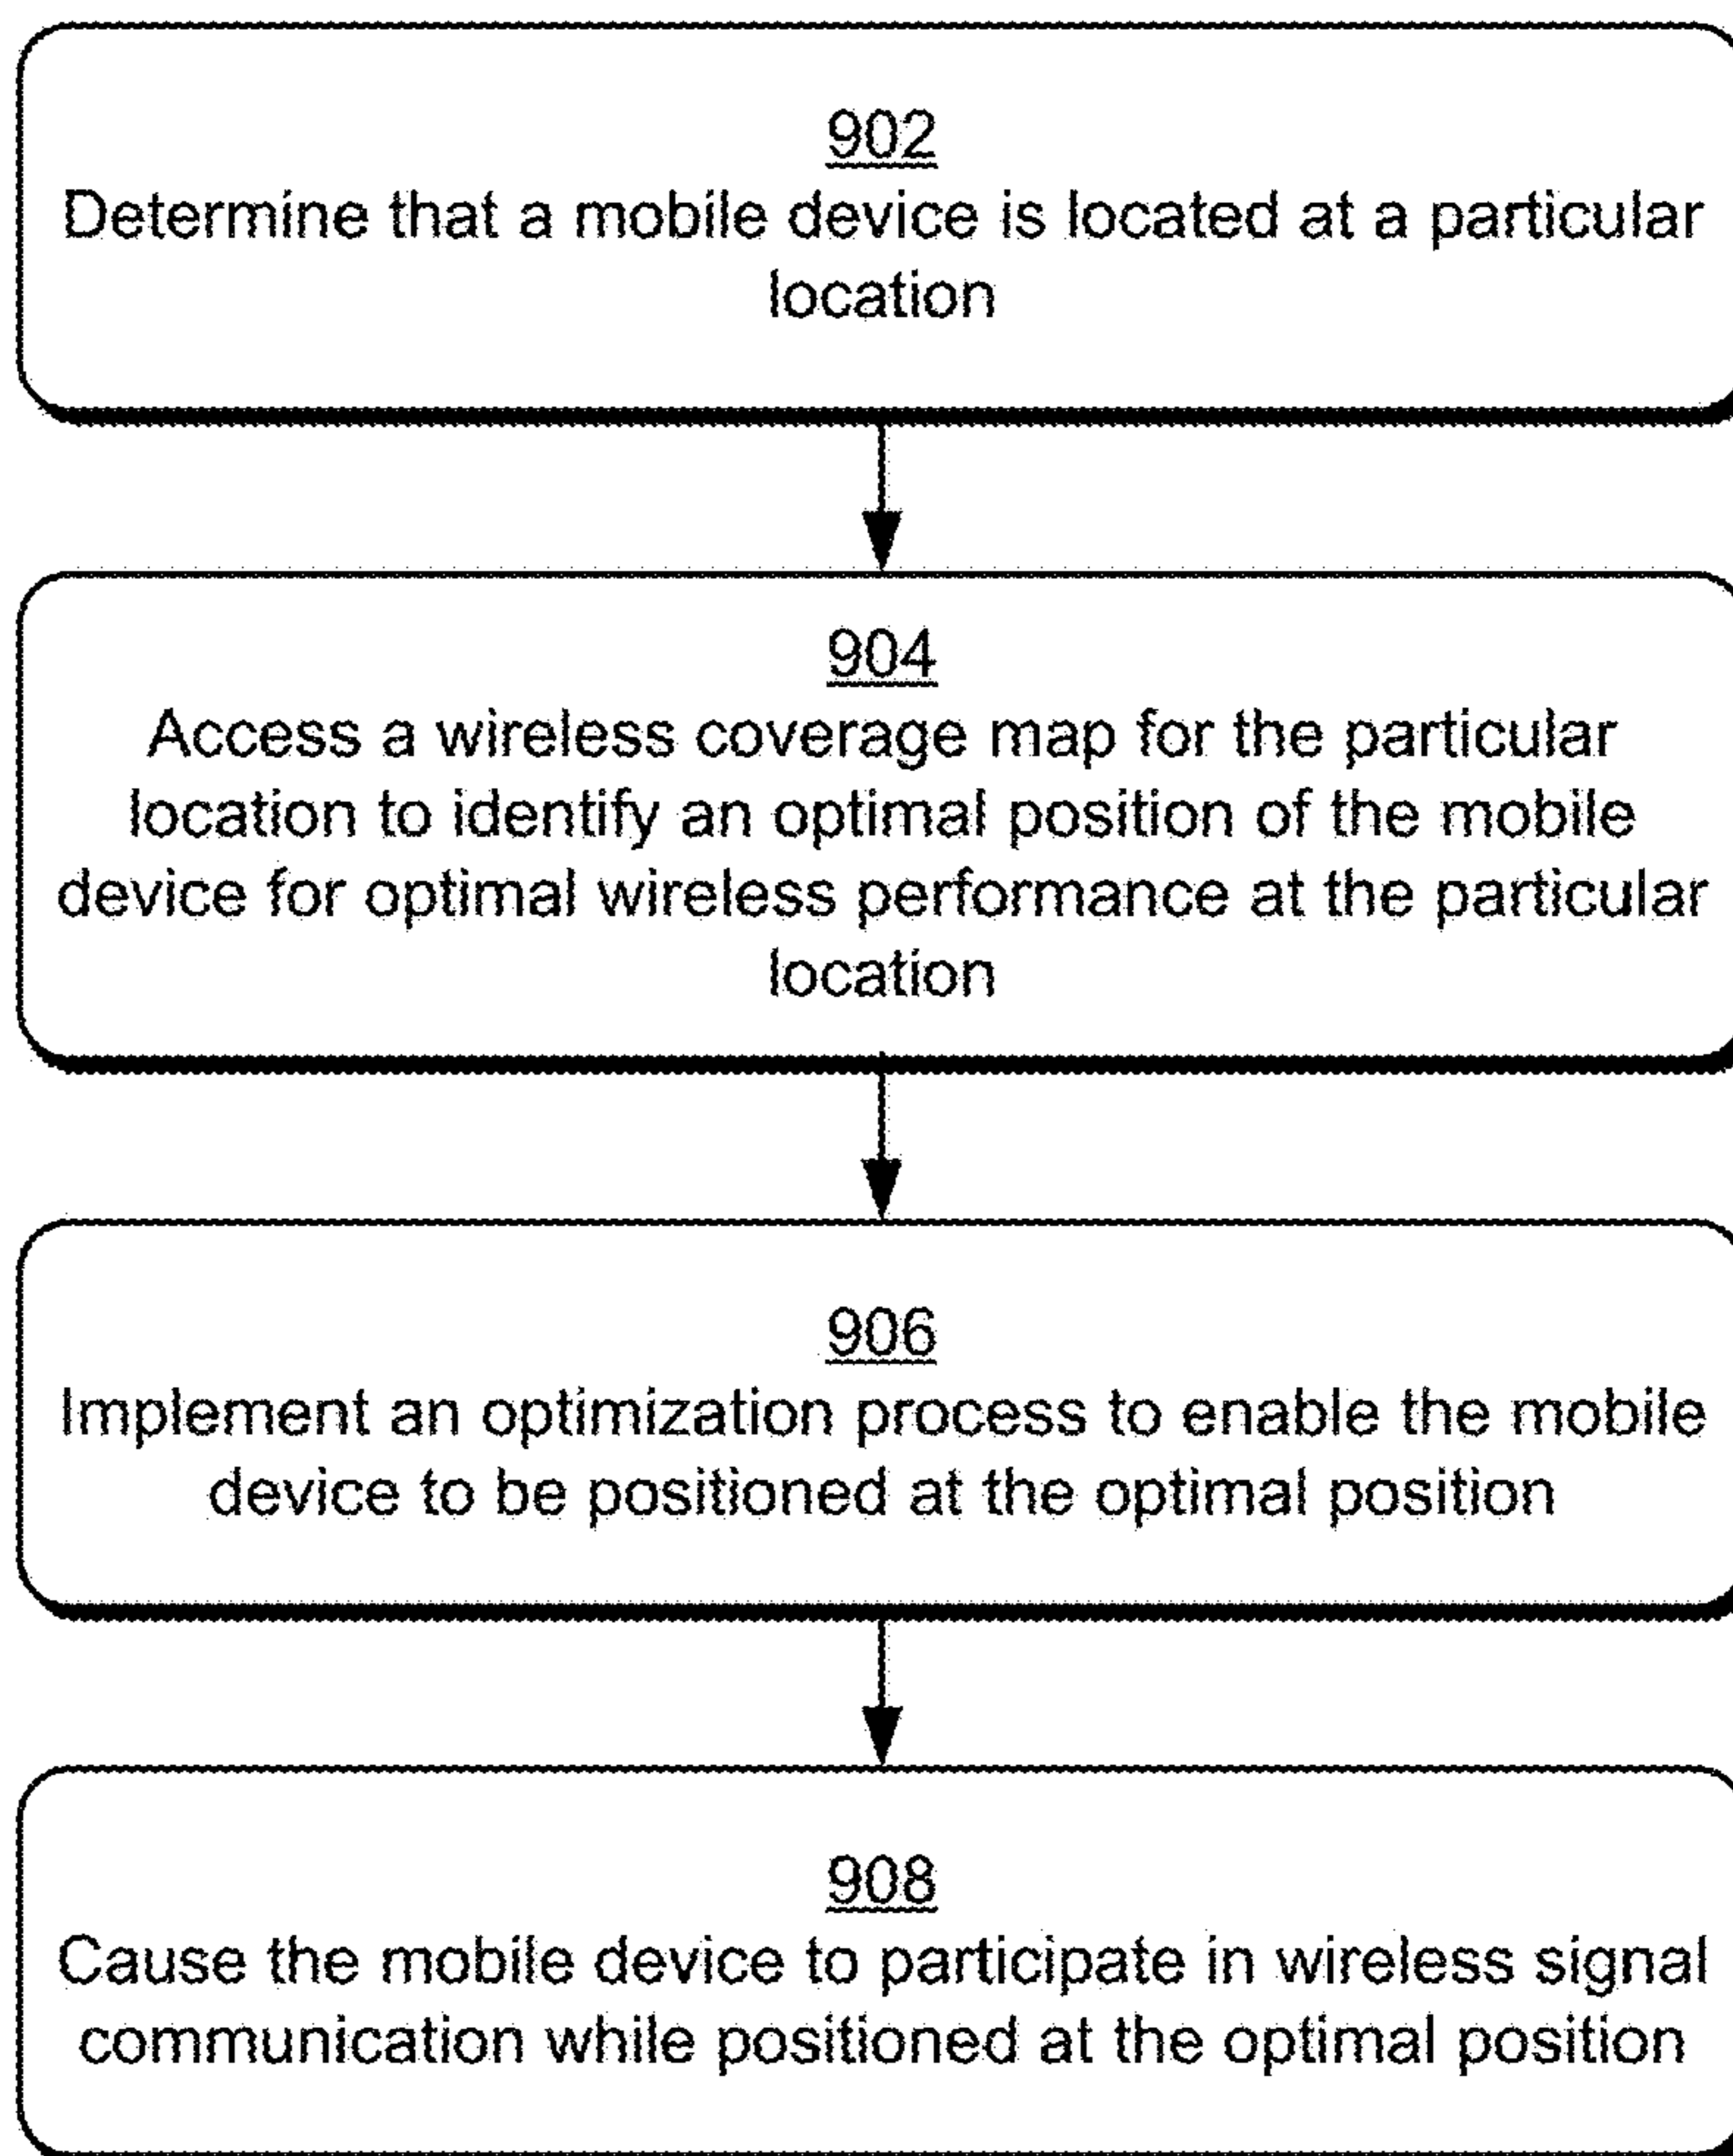 902
Determine that a mobile device is located at a particular
location
904
Access a wireless coverage map for the particular
location to identify an optimal position of the mobile
device for optimal wireless performance at the particular
location
906
Implement an optimization process to enable the mobile
device to be positioned at the optimal position
908
Cause the mobile device to participate in wireless signal
communication while positioned at the optimal position